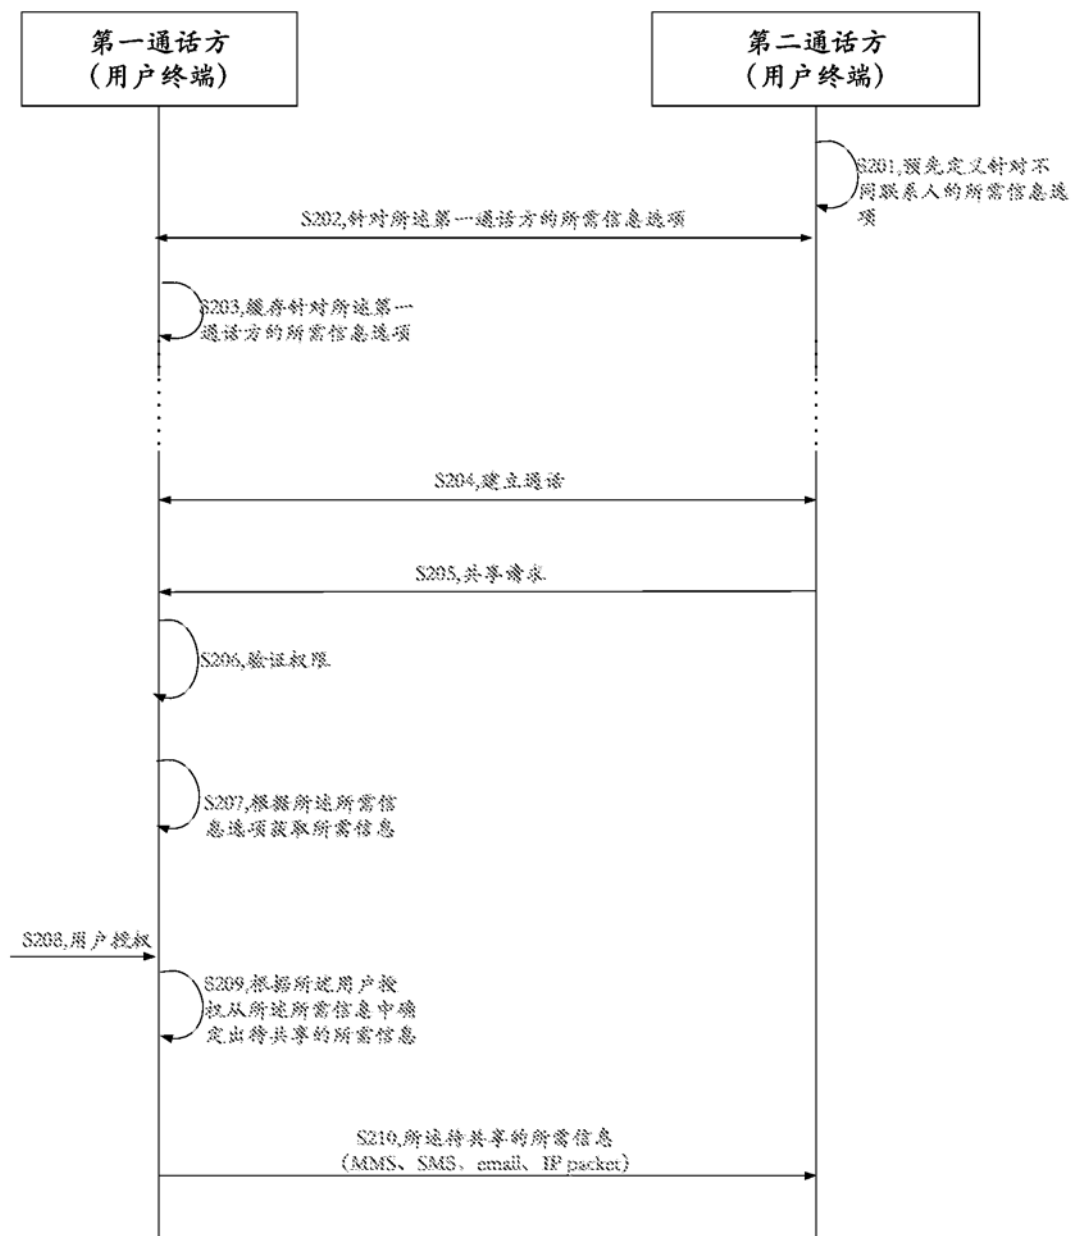 第一通话方
（用户终端）
第二通话方
（用户终端）
S201,预先定义针对不
同联系人的所需信息选
项
S202,针对所述第一通话方的所需信息选项
S203,缓存针对所述第一
通话方的所需信息选项
S204,建立通话
S205,共享请求
S206,验证权限
S207,根据所述所需信
息选项获取所需信息
S208,用户授权
S209,根据所述用户授
权从所述所需信息中确
定出待共享的所需信息
S210,所述待共享的所需信息
（MMS、SMS、email、IP packet）